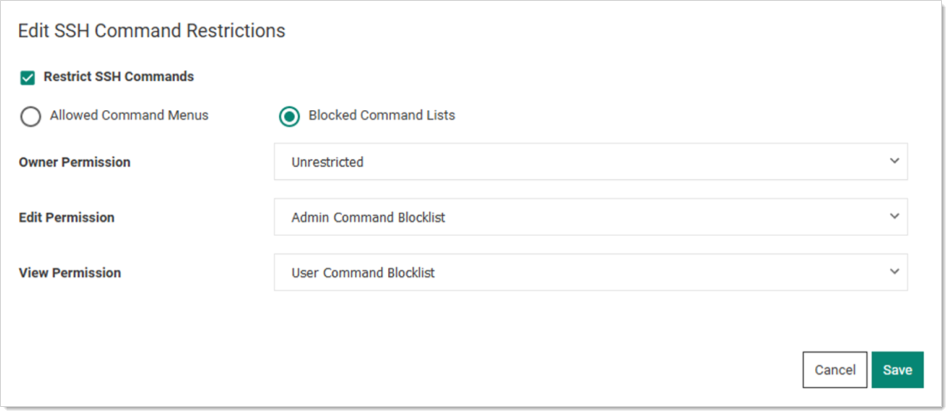 Edit SSH Command Restrictions
Restrict SSH Commands
Allowed Command Menus
Blocked Command Lists
Owner Permission
Unrestricted
Edit Permission
Admin Command Blocklist
View Permission
User Command Blocklist
Cancel
Save